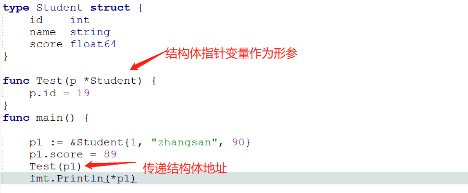 type Student struct {
id int
name string
score float64
}
结构体指针变量作为形参
func Test(p *Student) {
p.id = 19
}
func main() {
p1 := &Student{1, "zhangsan", 90}
p1.score = 89
Test(p1)
传递结构体地址
fmt.Println(*p1)